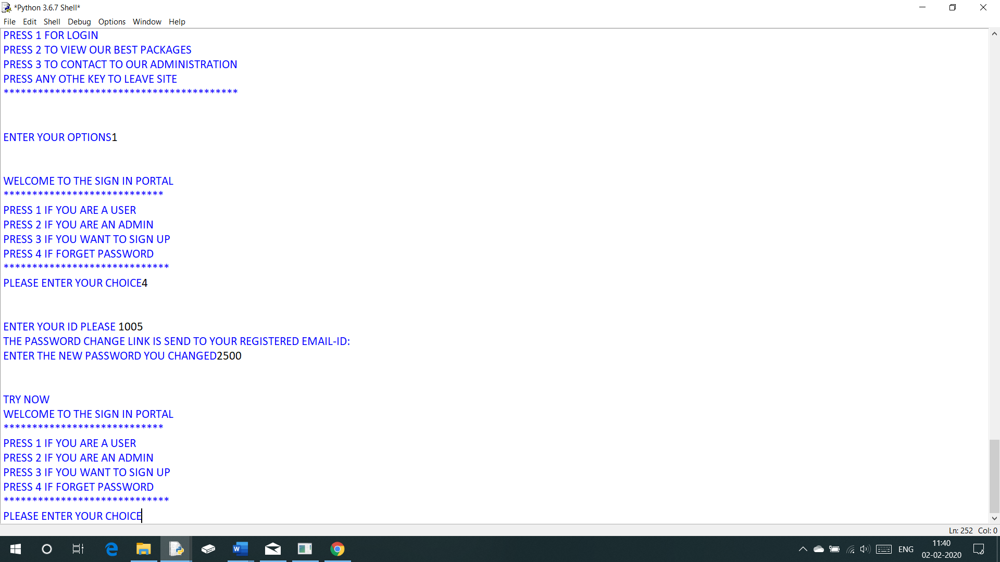 *Python 3.6.7 Shell*
File Edit Shell Debug Options Window Help
PRESS 1 FOR LOGIN
PRESS 2 TO VIEW OUR BEST PACKAGES
PRESS 3 TO CONTACT TO OUR ADMINISTRATION
PRESS ANY OTHE KEY TO LEAVE SITE
*****************************************
ENTER YOUR OPTIONS1
WELCOME TO THE SIGN IN PORTAL
****************************
PRESS 1 IF YOU ARE A USER
PRESS 2 IF YOU ARE AN ADMIN
PRESS 3 IF YOU WANT TO SIGN UP
PRESS 4 IF FORGET PASSWORD
*****************************
PLEASE ENTER YOUR CHOICE4
ENTER YOUR ID PLEASE 1005
THE PASSWORD CHANGE LINK IS SEND TO YOUR REGISTERED EMAIL-ID:
ENTER THE NEW PASSWORD YOU CHANGED2500
TRY NOW
WELCOME TO THE SIGN IN PORTAL
****************************
PRESS 1 IF YOU ARE A USER
PRESS 2 IF YOU ARE AN ADMIN
PRESS 3 IF YOU WANT TO SIGN UP
PRESS 4 IF FORGET PASSWORD
*****************************
PLEASE ENTER YOUR CHOICE
Ln: 252 Col: 0
ENG
11:40
02-02-2020